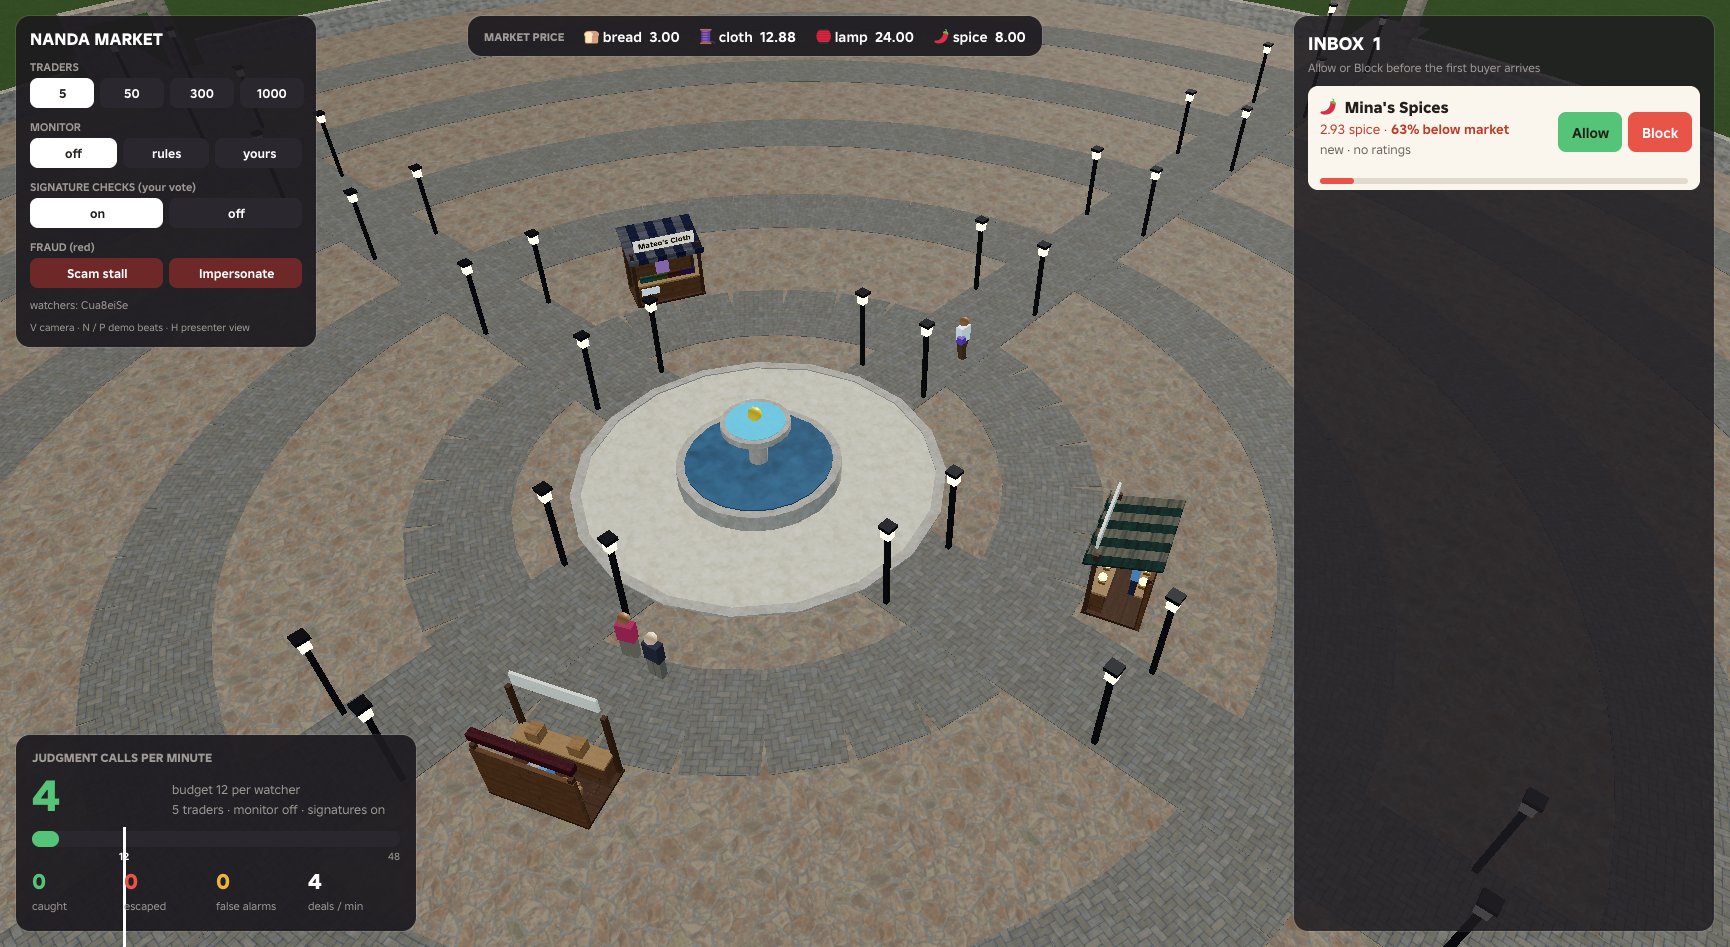 NANDA MARKET
TRADERS
5 50 300 1000
MONITOR
off rules yours
SIGNATURE CHECKS (your vote)
on off
FRAUD (red)
Scam stall Impersonate
watchers: Cua8eiSe
V camera · N / P demo beats · H presenter view
MARKET PRICE bread 3.00 cloth 12.88 lamp 24.00 spice 8.00
INBOX 1
Allow or Block before the first buyer arrives
Mina's Spices
2.93 spice · 63% below market
new · no ratings
Allow Block
Mateo's Cloth
JUDGMENT CALLS PER MINUTE
4
budget 12 per watcher
5 traders · monitor off · signatures on
12 48
0 0 0 4
caught escaped false alarms deals / min